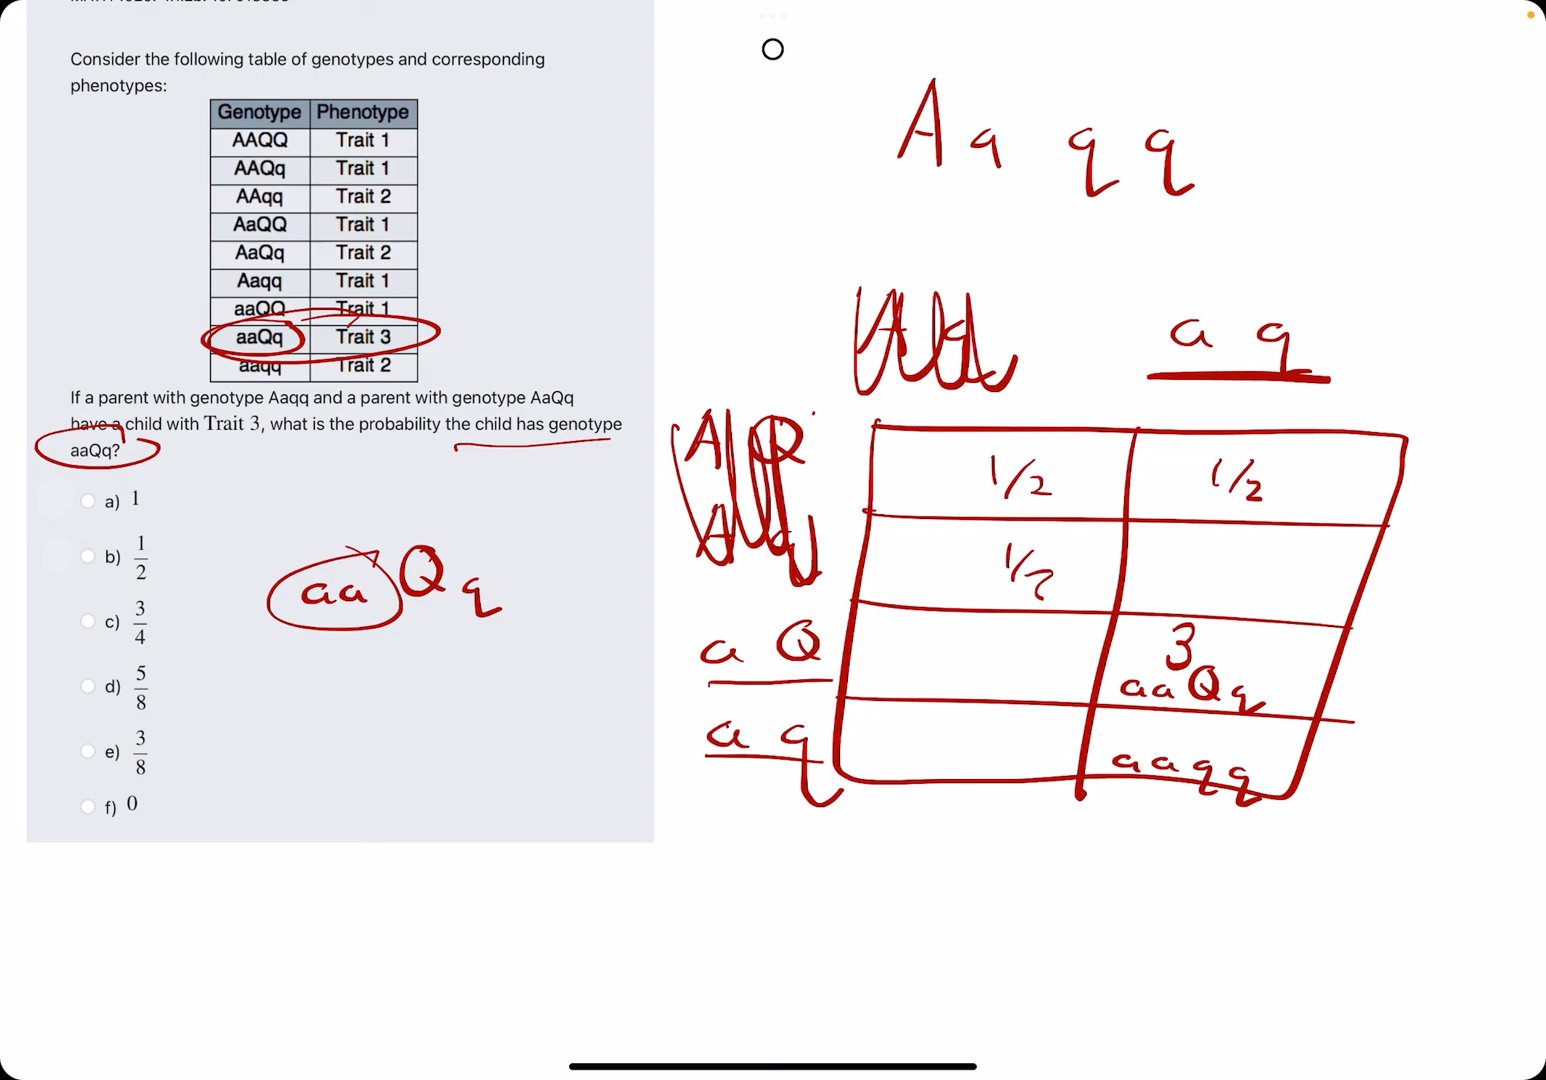 Consider the following table of genotypes and corresponding
phenotypes:
Genotype Phenotype
AAQQ Trait 1
AAQq Trait 1
AAqq Trait 2
AaQQ Trait 1
AaQq Trait 2
Aaqq Trait 1
aaQQ Trait 1
aaQq Trait 3
aaqq Trait 2
If a parent with genotype Aaqq and a parent with genotype AaQq
have a child with Trait 3, what is the probability the child has genotype
aaQq?
a) 1
b) 1/2
c) 3/4
d) 5/8
e) 3/8
f) 0
aa Qq
A a q q
a q
A Q
A q
a Q
a q
1/2 1/2
1/2
3
aa Qq
aaqq